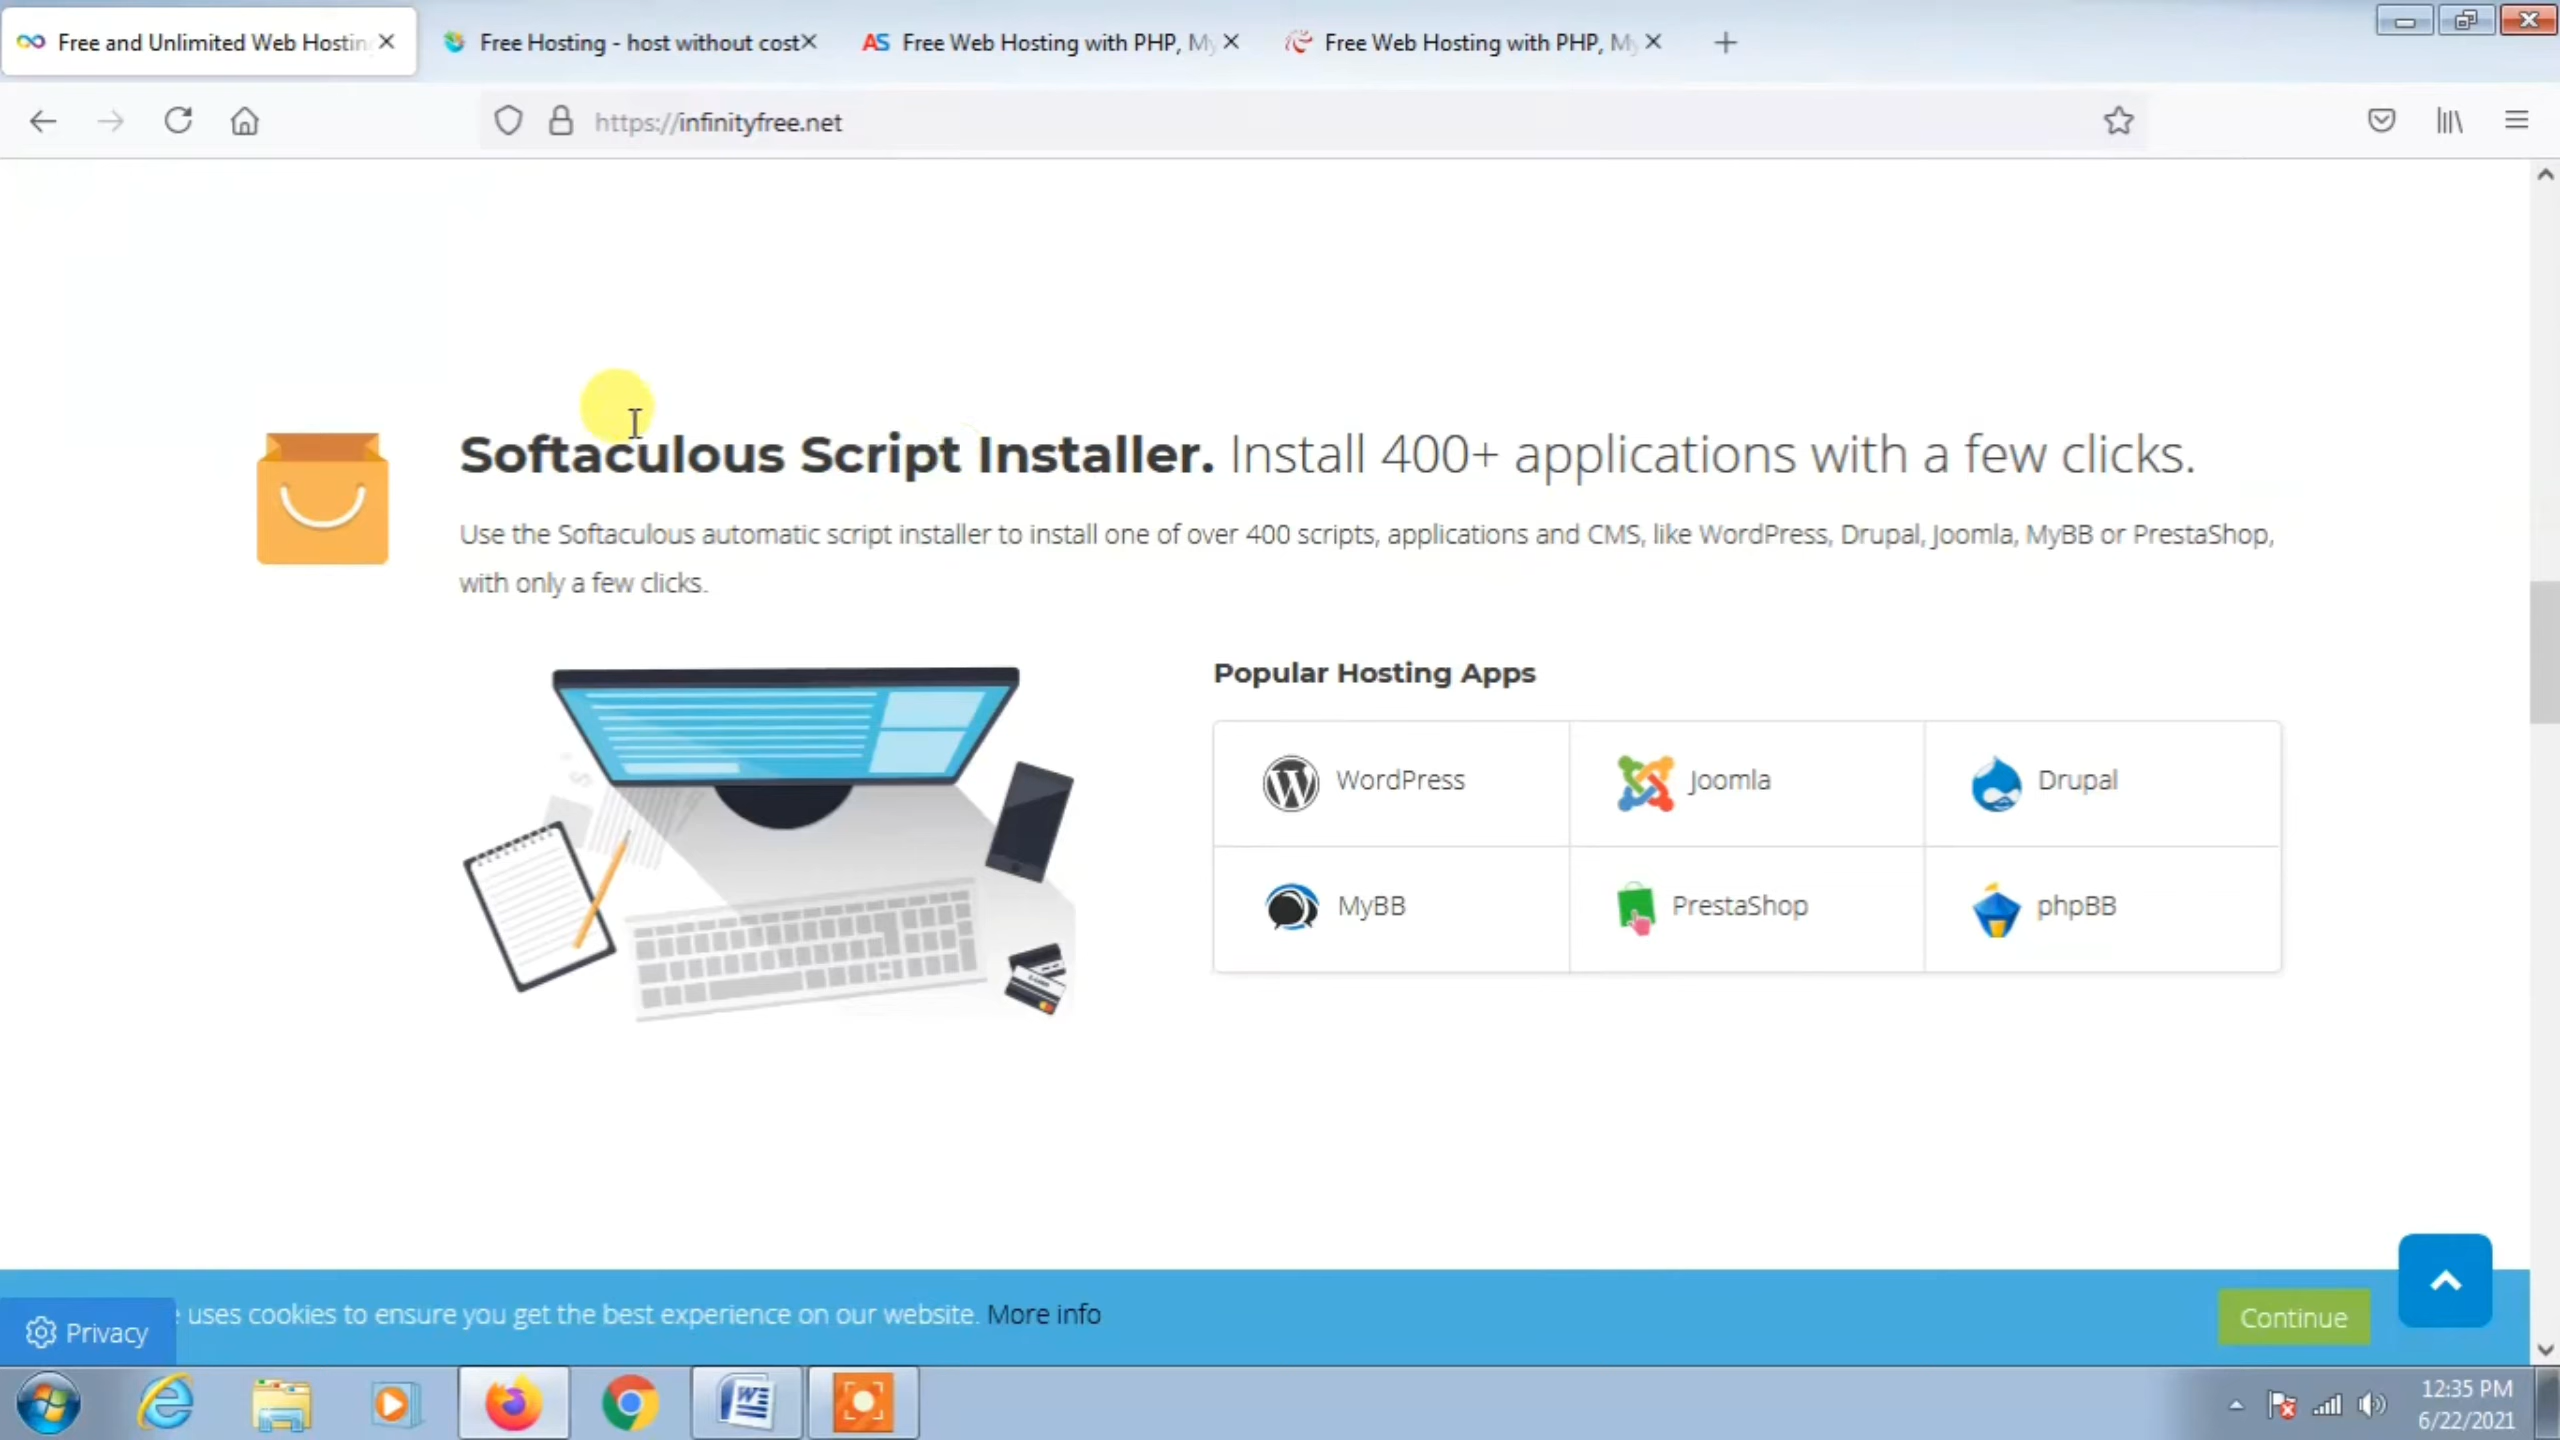 Free and Unlimited Web Hostin
Free Hosting - host without cost
AS Free Web Hosting with PHP, My
Free Web Hosting with PHP, M
https://infinityfree.net
Softaculous Script Installer. Install 400+ applications with a few clicks.
Use the Softaculous automatic script installer to install one of over 400 scripts, applications and CMS, like WordPress, Drupal, Joomla, MyBB or PrestaShop,
with only a few clicks.
Popular Hosting Apps
WordPress
Joomla
Drupal
MyBB
PrestaShop
phpBB
uses cookies to ensure you get the best experience on our website. More info
Continue
Privacy
12:35 PM
6/22/2021